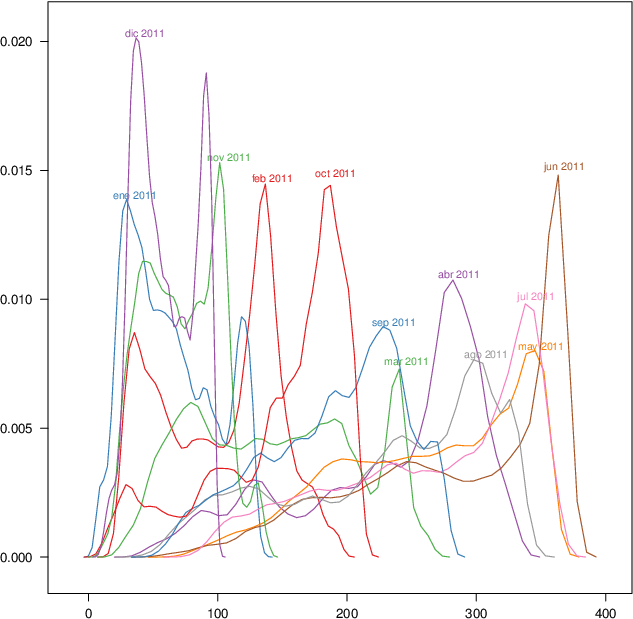 0.020
dic 2011
0.015
nov 2011
feb 2011
oct 2011
jun 2011
ene 2011
0.010
abr 2011
jul 2011
sep 2011
mar 2011
ago 2011
may 2011
0.005
0.000
0 100 200 300 400